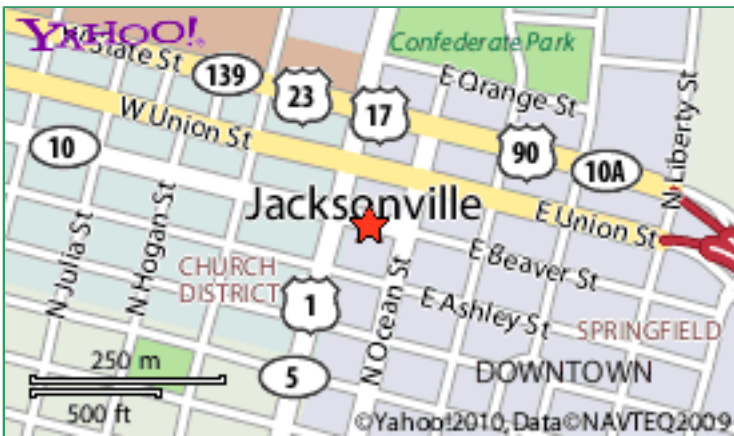 YAHOO!
W State St
Confederate Park
139
23
17
E Orange St
W Union St
90
10A
N Liberty St
10
Jacksonville
E Union St
N Julia St
N Hogan St
CHURCH
DISTRICT
E Beaver St
1
N Ocean St
E Ashley St
SPRINGFIELD
250 m
5
DOWNTOWN
500 ft
©Yahoo!2010, Data©NAVTEQ2009